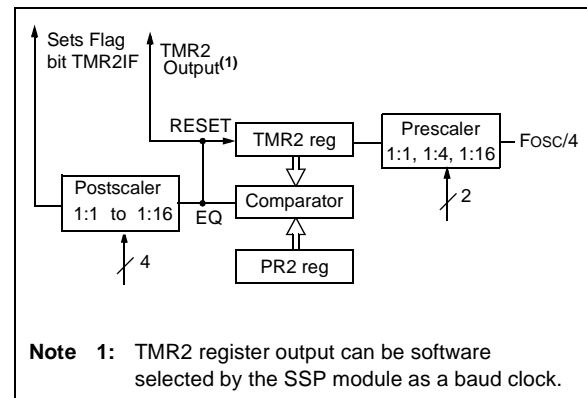 Sets Flag
bit TMR2IF
TMR2
Output(1)
RESET
TMR2 reg
Prescaler
1:1, 1:4, 1:16
FOSC/4
2
Postscaler
1:1 to 1:16
EQ
Comparator
4
PR2 reg
Note 1: TMR2 register output can be software
selected by the SSP module as a baud clock.